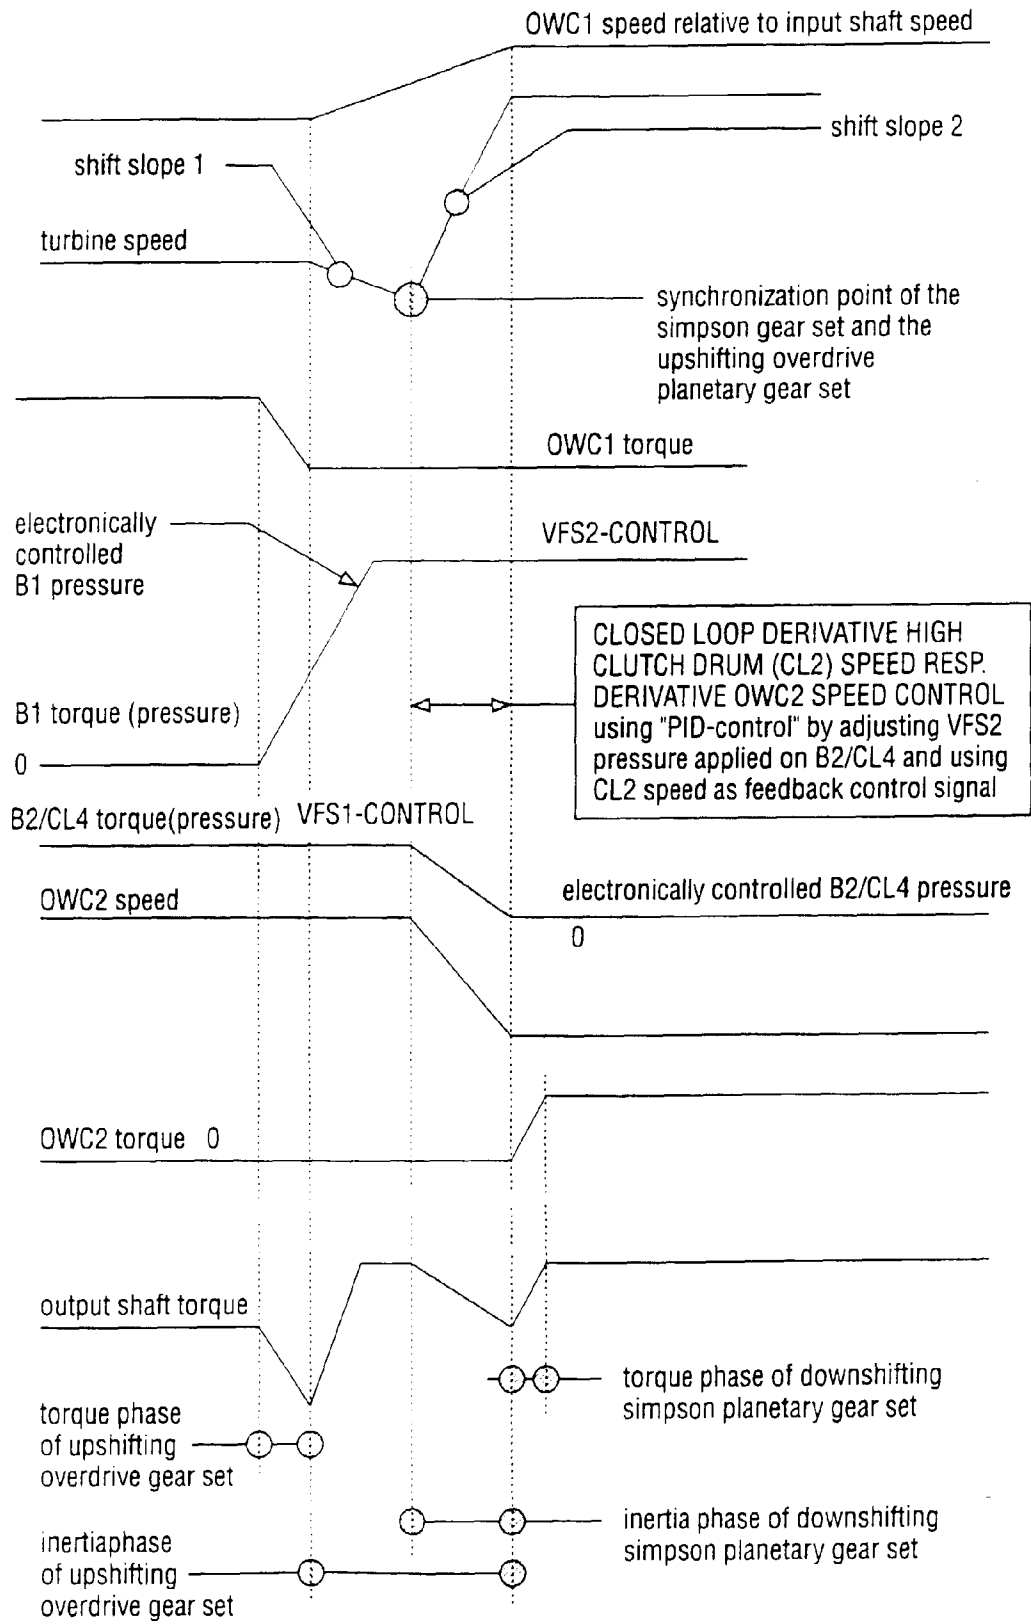 OWC1 speed relative to input shaft speed
shift slope 2
shift slope 1
turbine speed
synchronization point of the
simpson gear set and the
upshifting overdrive
planetary gear set
OWC1 torque
electronically
controlled
B1 pressure
VFS2-CONTROL
CLOSED LOOP DERIVATIVE HIGH
CLUTCH DRUM (CL2) SPEED RESP.
DERIVATIVE OWC2 SPEED CONTROL
using "PID-control" by adjusting VFS2
pressure applied on B2/CL4 and using
CL2 speed as feedback control signal
B1 torque (pressure)
0
B2/CL4 torque(pressure) VFS1-CONTROL
OWC2 speed
electronically controlled B2/CL4 pressure
0
OWC2 torque 0
output shaft torque
torque phase of downshifting
simpson planetary gear set
torque phase
of upshifting
overdrive gear set
inertia phase of downshifting
simpson planetary gear set
inertiaphase
of upshifting
overdrive gear set